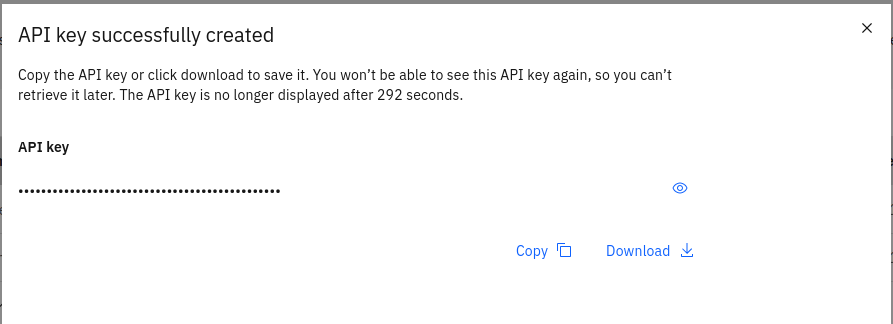 API key successfully created
Copy the API key or click download to save it. You won’t be able to see this API key again, so you can’t
retrieve it later. The API key is no longer displayed after 292 seconds.
API key
••••••••••••••••••••••••••••••••••••••••••••
Copy
Download